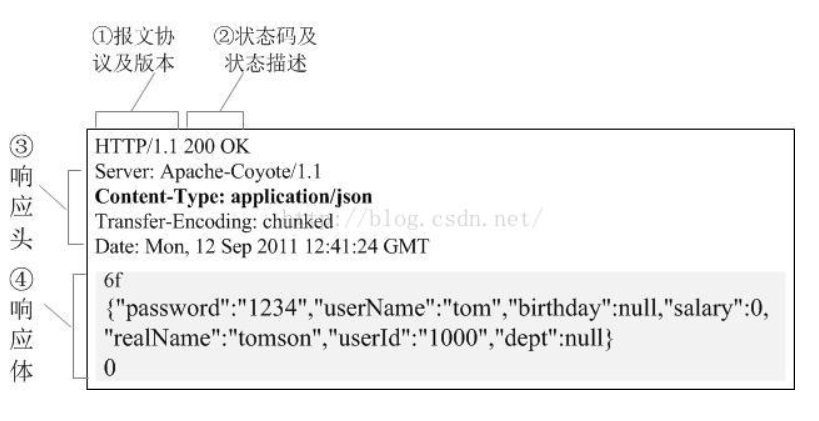 ①报文协
议及版本
②状态码及
状态描述
③
响
应
头
HTTP/1.1 200 OK
Server: Apache-Coyote/1.1
Content-Type: application/json
Transfer-Encoding: chunked
http://blog.csdn.net/
Date: Mon, 12 Sep 2011 12:41:24 GMT
④
响
应
体
6f
{"password":"1234","userName":"tom","birthday":null,"salary":0,
"realName":"tomson","userId":"1000","dept":null}
0